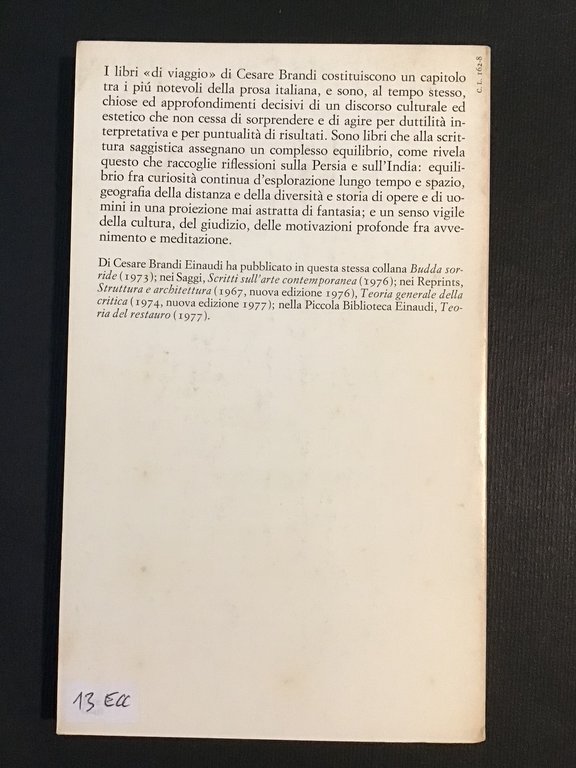 I libri «di viaggio» di Cesare Brandi costituiscono un capitolo
tra i piú notevoli della prosa italiana, e sono, al tempo stesso,
chiose ed approfondimenti decisivi di un discorso culturale ed
estetico che non cessa di sorprendere e di agire per duttilità in-
terpretativa e per puntualità di risultati. Sono libri che alla scrit-
tura saggistica assegnano un complesso equilibrio, come rivela
questo che raccoglie riflessioni sulla Persia e sull'India: equili-
brio fra curiosità continua d'esplorazione lungo tempo e spazio,
geografia della distanza e della diversità e storia di opere e di uo-
mini in una proiezione mai astratta di fantasia; e un senso vigile
della cultura, del giudizio, delle motivazioni profonde fra avve-
nimento e meditazione.
Di Cesare Brandi Einaudi ha pubblicato in questa stessa collana Budda sor-
ride (1973); nei Saggi, Scritti sull'arte contemporanea (1976); nei Reprints,
Struttura e architettura (1967, nuova edizione 1976), Teoria generale della
critica (1974, nuova edizione 1977); nella Piccola Biblioteca Einaudi, Teo-
ria del restauro (1977).
C. L. 162-8
13 ECC